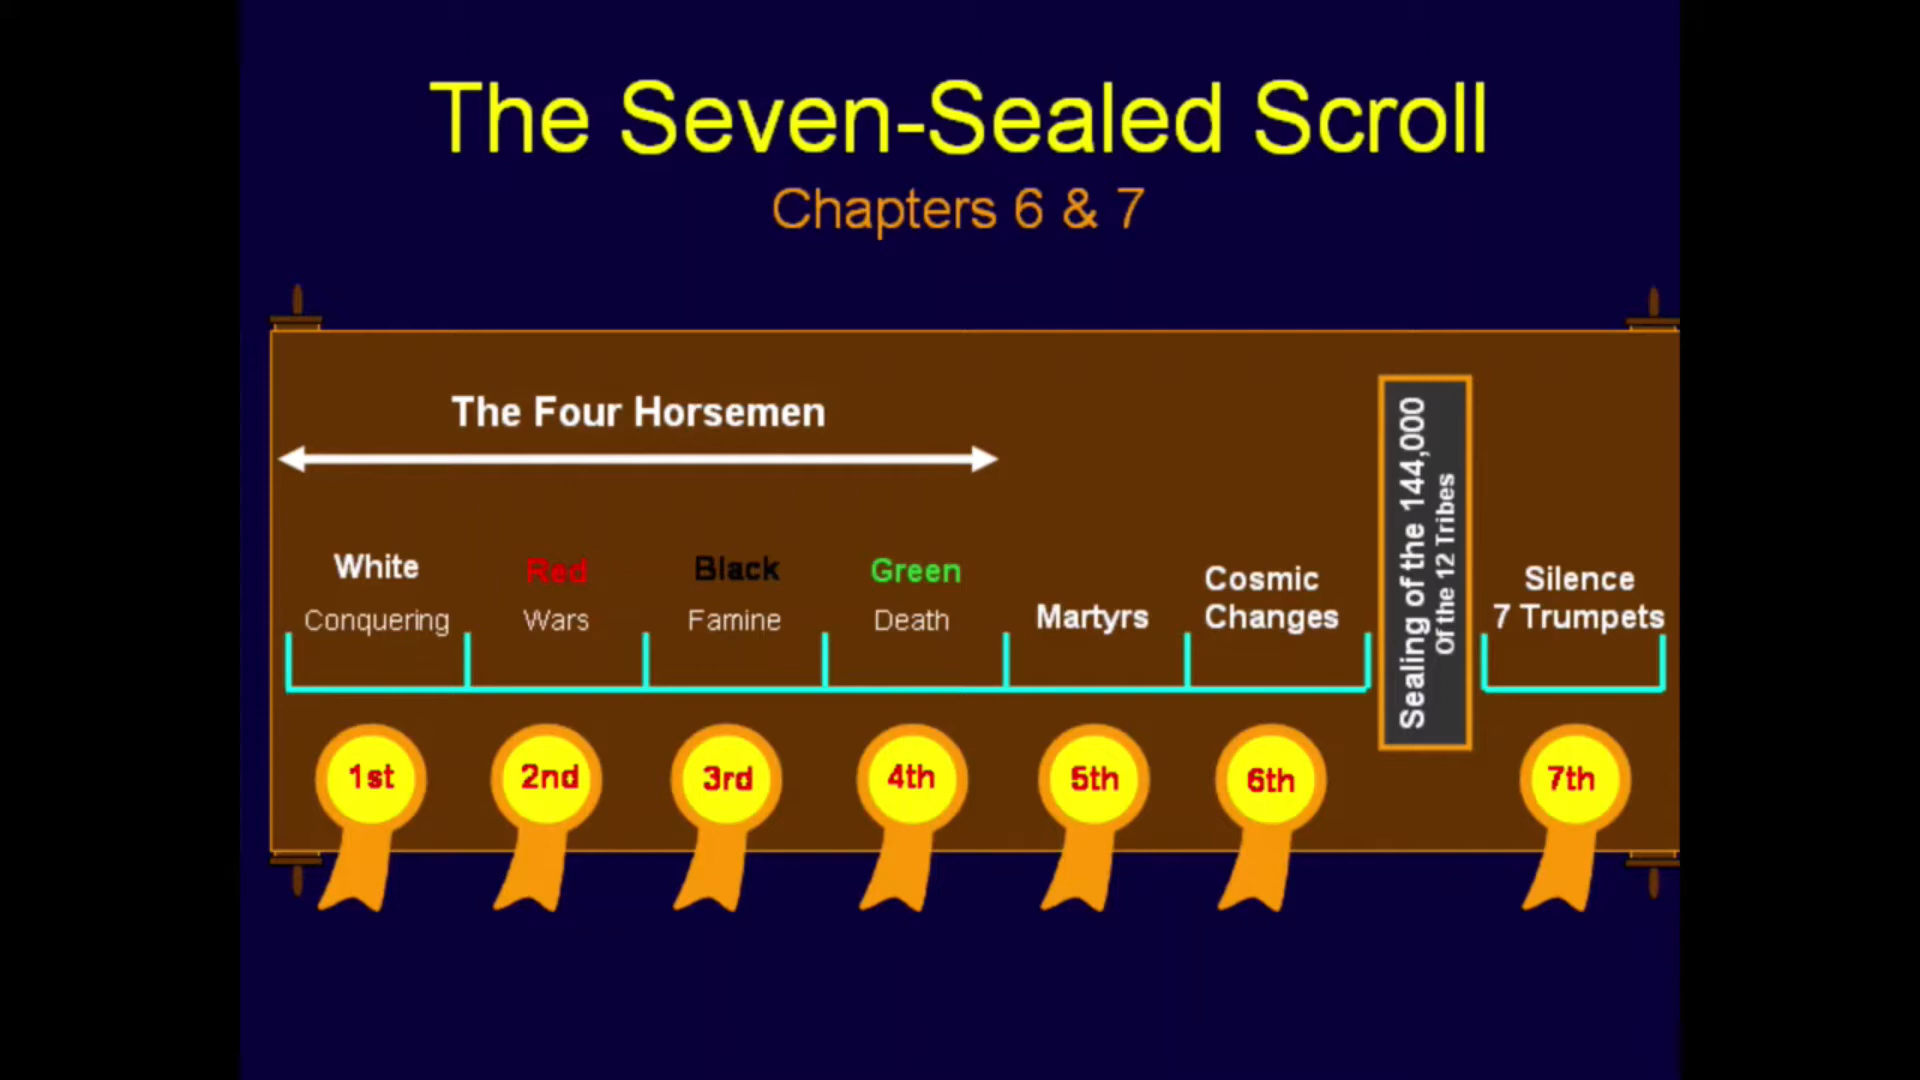 The Seven-Sealed Scroll
Chapters 6 & 7
The Four Horsemen
White
Conquering
Red
Wars
Black
Famine
Green
Death
Martyrs
Cosmic
Changes
Sealing of the 144,000
Of the 12 Tribes
Silence
7 Trumpets
1st
2nd
3rd
4th
5th
6th
7th